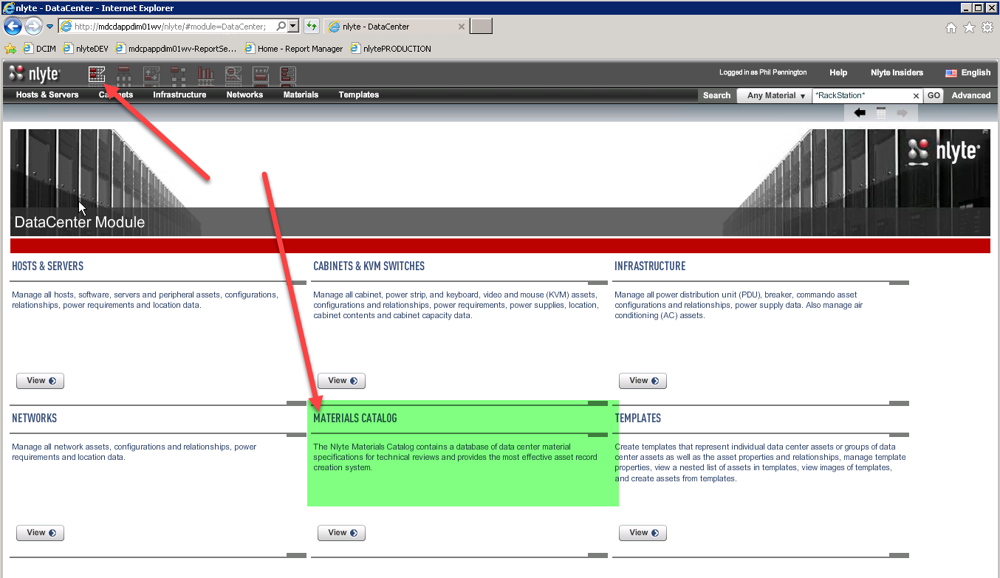 nlyte - DataCenter - Internet Explorer
http://mdcdappdim01wv/nlyte/#module=DataCenter;
nlyte - DataCenter
DCIM nlyteDEV mdcpappdim01wv-ReportSe... Home - Report Manager nlytePRODUCTION
nlyte
Logged in as Phil Pennington Help Nlyte Insiders English
Hosts & Servers Cabinets Infrastructure Networks Materials Templates Search Any Material *RackStation* GO Advanced
nlyte
DataCenter Module
HOSTS & SERVERS
Manage all hosts, software, servers and peripheral assets, configurations,
relationships, power requirements and location data.
View
CABINETS & KVM SWITCHES
Manage all cabinet, power strip, and keyboard, video and mouse (KVM) assets,
configurations and relationships, power requirements, power supplies, location,
cabinet contents and cabinet capacity data.
View
INFRASTRUCTURE
Manage all power distribution unit (PDU), breaker, commando asset
configurations and relationships, power supply data. Also manage air
conditioning (AC) assets.
View
NETWORKS
Manage all network assets, configurations and relationships, power
requirements and location data.
View
MATERIALS CATALOG
The Nlyte Materials Catalog contains a database of data center material
specifications for technical reviews and provides the most effective asset record
creation system.
View
TEMPLATES
Create templates that represent individual data center assets or groups of data
center assets as well as the asset properties and relationships, manage template
properties, view a nested list of assets in templates, view images of templates,
and create assets from templates.
View